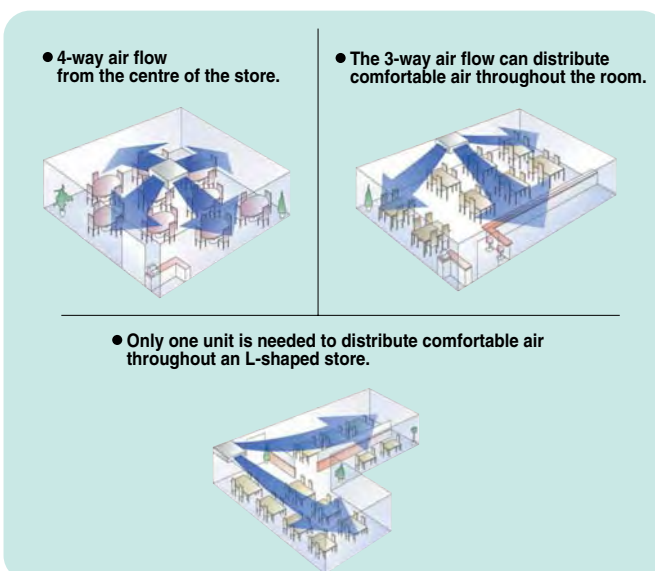 ● 4-way air flow
from the centre of the store.
● The 3-way air flow can distribute
comfortable air throughout the room.
● Only one unit is needed to distribute comfortable air
throughout an L-shaped store.